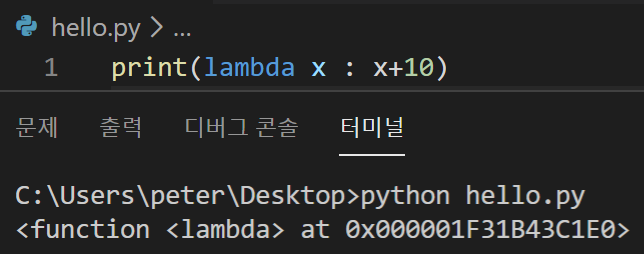 hello.py > ...
1 print(lambda x : x+10)
문제 출력 디버그 콘솔 터미널
C:\Users\peter\Desktop>python hello.py
<function <lambda> at 0x000001F31B43C1E0>